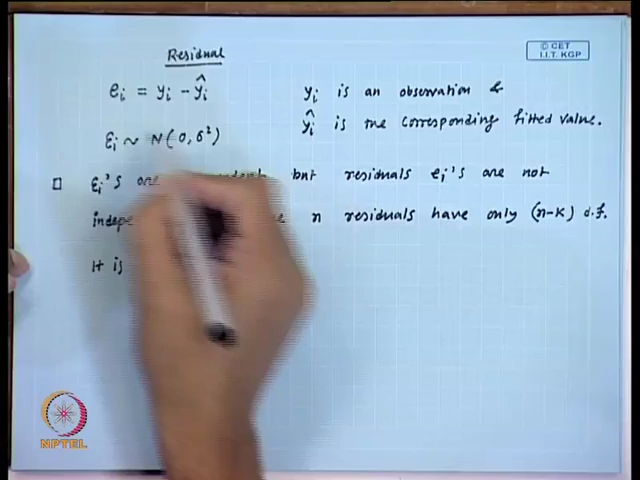 Residual
© CET
I.I.T. KGP
eᵢ = yᵢ - ŷᵢ
yᵢ is an observation &
ŷᵢ is the corresponding fitted value.
εᵢ ~ N(0, σ²)
εᵢ's are but residuals eᵢ's are not
n residuals have only (n-k) d.f.
It is
NPTEL